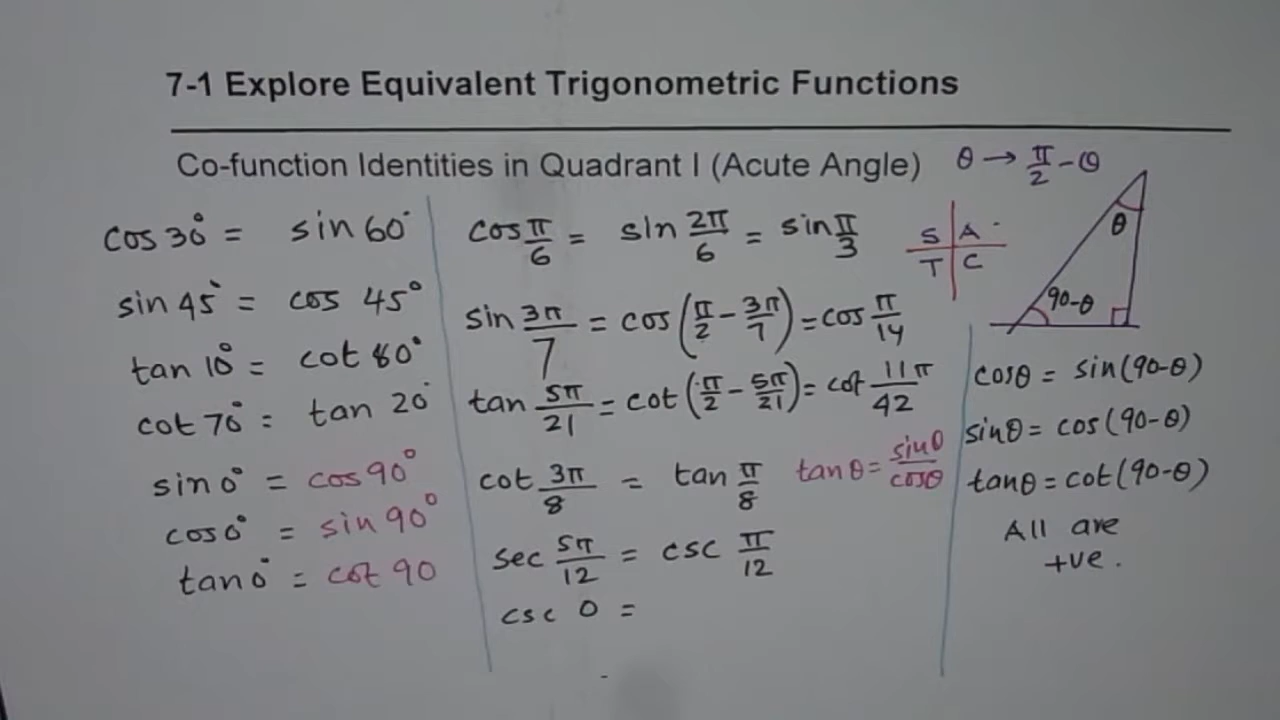 7-1 Explore Equivalent Trigonometric Functions
Co-function Identities in Quadrant I (Acute Angle) θ → π/2 - θ
cos 30° = sin 60°
sin 45° = cos 45°
tan 10° = cot 80°
cot 70° = tan 20°
sin 0° = cos 90°
cos 0° = sin 90°
tan 0° = cot 90
cos π/6 = sin 2π/6 = sin π/3
sin 3π/7 = cos (π/2 - 3π/7) = cos π/14
tan 5π/21 = cot (π/2 - 5π/21) = cot 11π/42
cot 3π/8 = tan π/8
tan θ = sin θ/cos θ
sec 5π/12 = csc π/12
csc 0 =
S A
T C
θ
90-θ
cos θ = sin (90-θ)
sin θ = cos (90-θ)
tan θ = cot (90-θ)
All are
+ve.